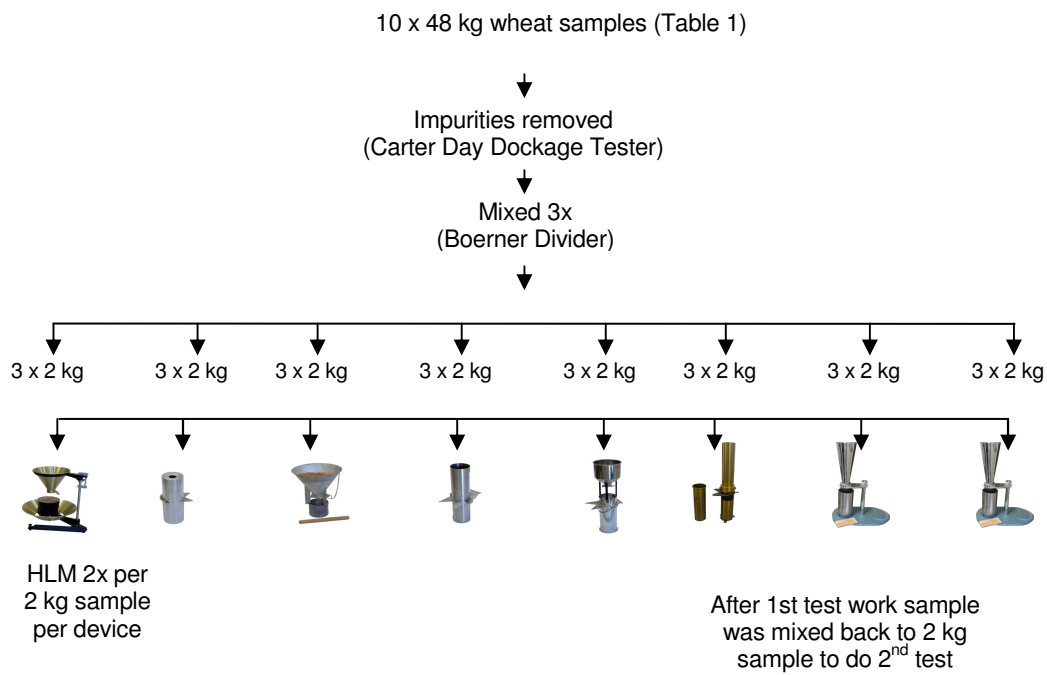 10 x 48 kg wheat samples (Table 1)
Impurities removed
(Carter Day Dockage Tester)
Mixed 3x
(Boerner Divider)
3 x 2 kg 3 x 2 kg 3 x 2 kg 3 x 2 kg 3 x 2 kg 3 x 2 kg 3 x 2 kg 3 x 2 kg
HLM 2x per
2 kg sample
per device
After 1st test work sample
was mixed back to 2 kg
sample to do 2nd test